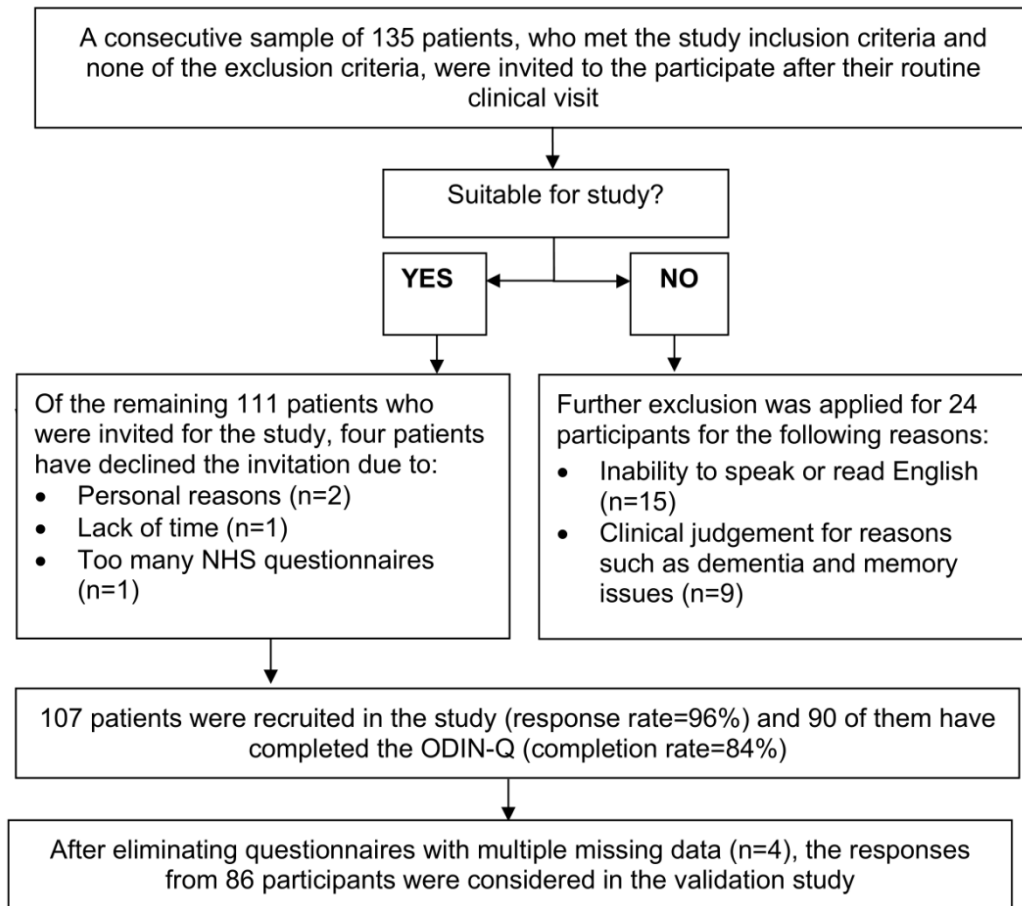 A consecutive sample of 135 patients, who met the study inclusion criteria and
none of the exclusion criteria, were invited to the participate after their routine
clinical visit
Suitable for study?
YES
NO
Of the remaining 111 patients who
were invited for the study, four patients
have declined the invitation due to:
• Personal reasons (n=2)
• Lack of time (n=1)
• Too many NHS questionnaires
(n=1)
Further exclusion was applied for 24
participants for the following reasons:
• Inability to speak or read English
(n=15)
• Clinical judgement for reasons
such as dementia and memory
issues (n=9)
107 patients were recruited in the study (response rate=96%) and 90 of them have
completed the ODIN-Q (completion rate=84%)
After eliminating questionnaires with multiple missing data (n=4), the responses
from 86 participants were considered in the validation study